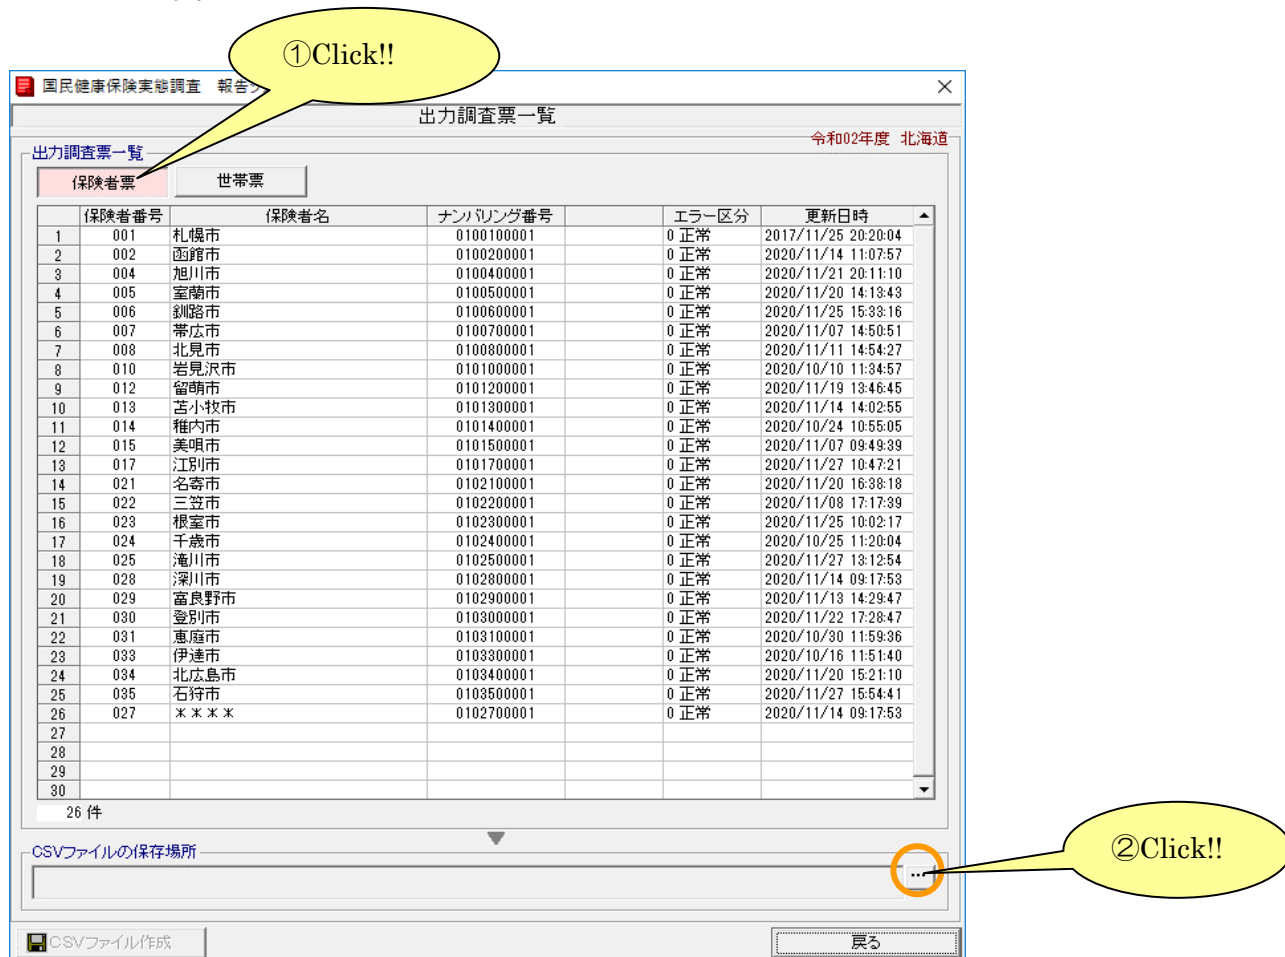 ①Click!!
国民健康保険実態調査 報告
出力調査票一覧
令和02年度 北海道
出力調査票一覧
保険者票 世帯票
保険者番号 保険者名 ナンバリング番号 エラー区分 更新日時
1 001 札幌市 0100100001 0 正常 2017/11/25 20:20:04
2 002 函館市 0100200001 0 正常 2020/11/14 11:07:57
3 004 旭川市 0100400001 0 正常 2020/11/21 20:11:10
4 005 室蘭市 0100500001 0 正常 2020/11/20 14:13:43
5 006 釧路市 0100600001 0 正常 2020/11/25 15:33:16
6 007 帯広市 0100700001 0 正常 2020/11/07 14:50:51
7 008 北見市 0100800001 0 正常 2020/11/11 14:54:27
8 010 岩見沢市 0101000001 0 正常 2020/10/10 11:34:57
9 012 留萌市 0101200001 0 正常 2020/11/19 13:46:45
10 013 苫小牧市 0101300001 0 正常 2020/11/14 14:02:55
11 014 稚内市 0101400001 0 正常 2020/10/24 10:55:05
12 015 美唄市 0101500001 0 正常 2020/11/07 09:49:39
13 017 江別市 0101700001 0 正常 2020/11/27 10:47:21
14 021 名寄市 0102100001 0 正常 2020/11/20 16:38:18
15 022 三笠市 0102200001 0 正常 2020/11/08 17:17:39
16 023 根室市 0102300001 0 正常 2020/11/25 10:02:17
17 024 千歳市 0102400001 0 正常 2020/10/25 11:20:04
18 025 滝川市 0102500001 0 正常 2020/11/27 13:12:54
19 028 深川市 0102800001 0 正常 2020/11/14 09:17:53
20 029 富良野市 0102900001 0 正常 2020/11/13 14:29:47
21 030 登別市 0103000001 0 正常 2020/11/22 17:28:47
22 031 恵庭市 0103100001 0 正常 2020/10/30 11:59:36
23 033 伊達市 0103300001 0 正常 2020/10/16 11:51:40
24 034 北広島市 0103400001 0 正常 2020/11/20 15:21:10
25 035 石狩市 0103500001 0 正常 2020/11/27 15:54:41
26 027 ＊＊＊＊ 0102700001 0 正常 2020/11/14 09:17:53
27
28
29
30
26 件
CSVファイルの保存場所
...
②Click!!
CSVファイル作成 戻る